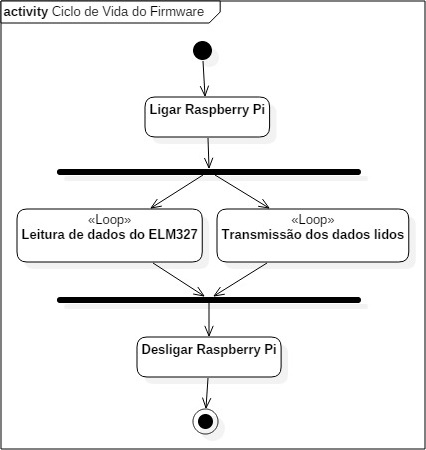 activity Ciclo de Vida do Firmware
Ligar Raspberry Pi
«Loop»
Leitura de dados do ELM327
«Loop»
Transmissão dos dados lidos
Desligar Raspberry Pi